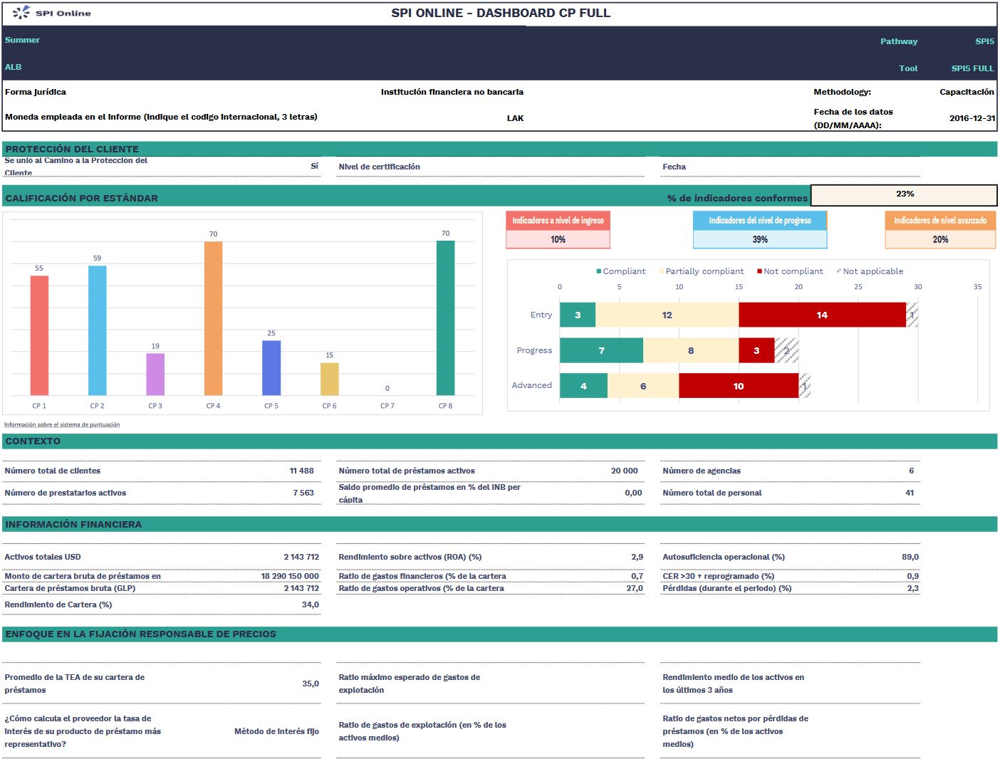 SPI Online
SPI ONLINE - DASHBOARD CP FULL
Summer
Pathway SPI5
ALB
Tool SPI5 FULL
Forma Jurídica Institución financiera no bancaria Methodology: Capacitación
Moneda empleada en el Informe (Indique el codigo Internacional, 3 letras) LAK
Fecha de los datos
(DD/MM/AAAA): 2016-12-31
PROTECCIÓN DEL CLIENTE
Se unió al Camino a la Protección del
Cliente Sí Nivel de certificación Fecha
CALIFICACIÓN POR ESTÁNDAR % de indicadores conformes 23%
Indicadores a nivel de ingreso Indicadores del nivel de progreso Indicadores de nivel avanzado
10% 39% 20%
55 59 19 70 25 15 0 70
CP 1 CP 2 CP 3 CP 4 CP 5 CP 6 CP 7 CP 8
Compliant Partially compliant Not compliant Not applicable
0 5 10 15 20 25 30 35
Entry 3 12 14 1
Progress 7 8 3 2
Advanced 4 6 10 1
Información sobre el sistema de puntuación
CONTEXTO
Número total de clientes 11 488 Número total de préstamos activos 20 000 Número de agencias 6
Número de prestatarios activos 7 563
Saldo promedio de préstamos en % del INB per
cápita 0,00
Número total de personal 41
INFORMACIÓN FINANCIERA
Activos totales USD 2 143 712 Rendimiento sobre activos (ROA) (%) 2,9 Autosuficiencia operacional (%) 89,0
Monto de cartera bruta de préstamos en 18 290 150 000 Ratio de gastos financieros (% de la cartera 0,7 CER >30 + reprogramado (%) 0,9
Cartera de préstamos bruta (GLP) 2 143 712 Ratio de gastos operativos (% de la cartera 27,0 Pérdidas (durante el periodo) (%) 2,3
Rendimiento de Cartera (%) 34,0
ENFOQUE EN LA FIJACIÓN RESPONSABLE DE PRECIOS
Promedio de la TEA de su cartera de
préstamos 35,0
Ratio máximo esperado de gastos de
explotación
Rendimiento medio de los activos en
los últimos 3 años
¿Cómo calcula el proveedor la tasa de
Interés de su producto de préstamo más
representativo? Método de Interés fijo
Ratio de gastos de explotación (en % de los
activos medios)
Ratio de gastos netos por pérdidas de
préstamos (en % de los activos
medios)